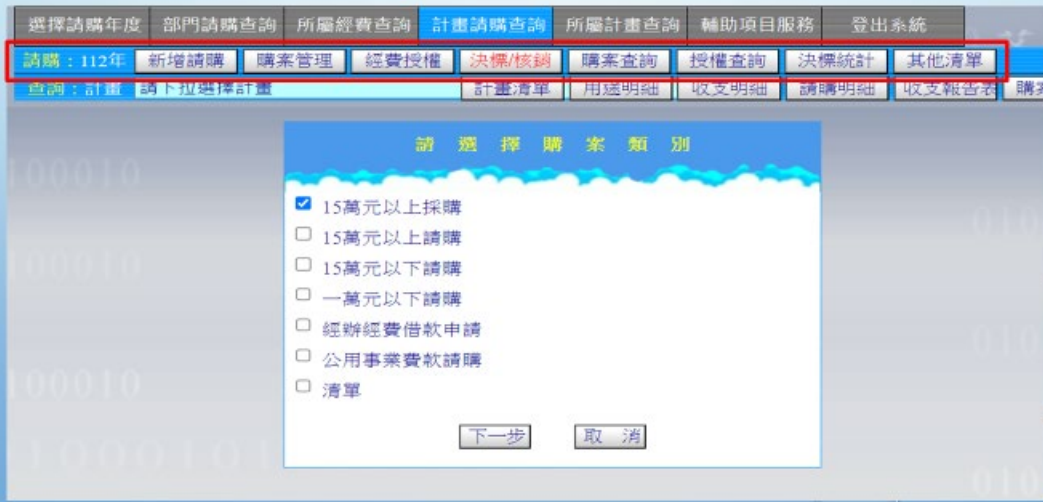 選擇請購年度 部門請購查詢 所屬經費查詢 計畫請購查詢 所屬計畫查詢 輔助項目服務 登出系統
請購：112年 新增請購 購案管理 經費授權 決標/核銷 購案查詢 授權查詢 決標統計 其他清單
查詢：計畫 請下拉選擇計畫 計畫清單 用途明細 收支明細 請購明細 收支報告表 購案
請選擇購案類別
15萬元以上採購
15萬元以上請購
15萬元以下請購
一萬元以下請購
經辦經費借款申請
公用事業費款請購
清單
下一步 取 消